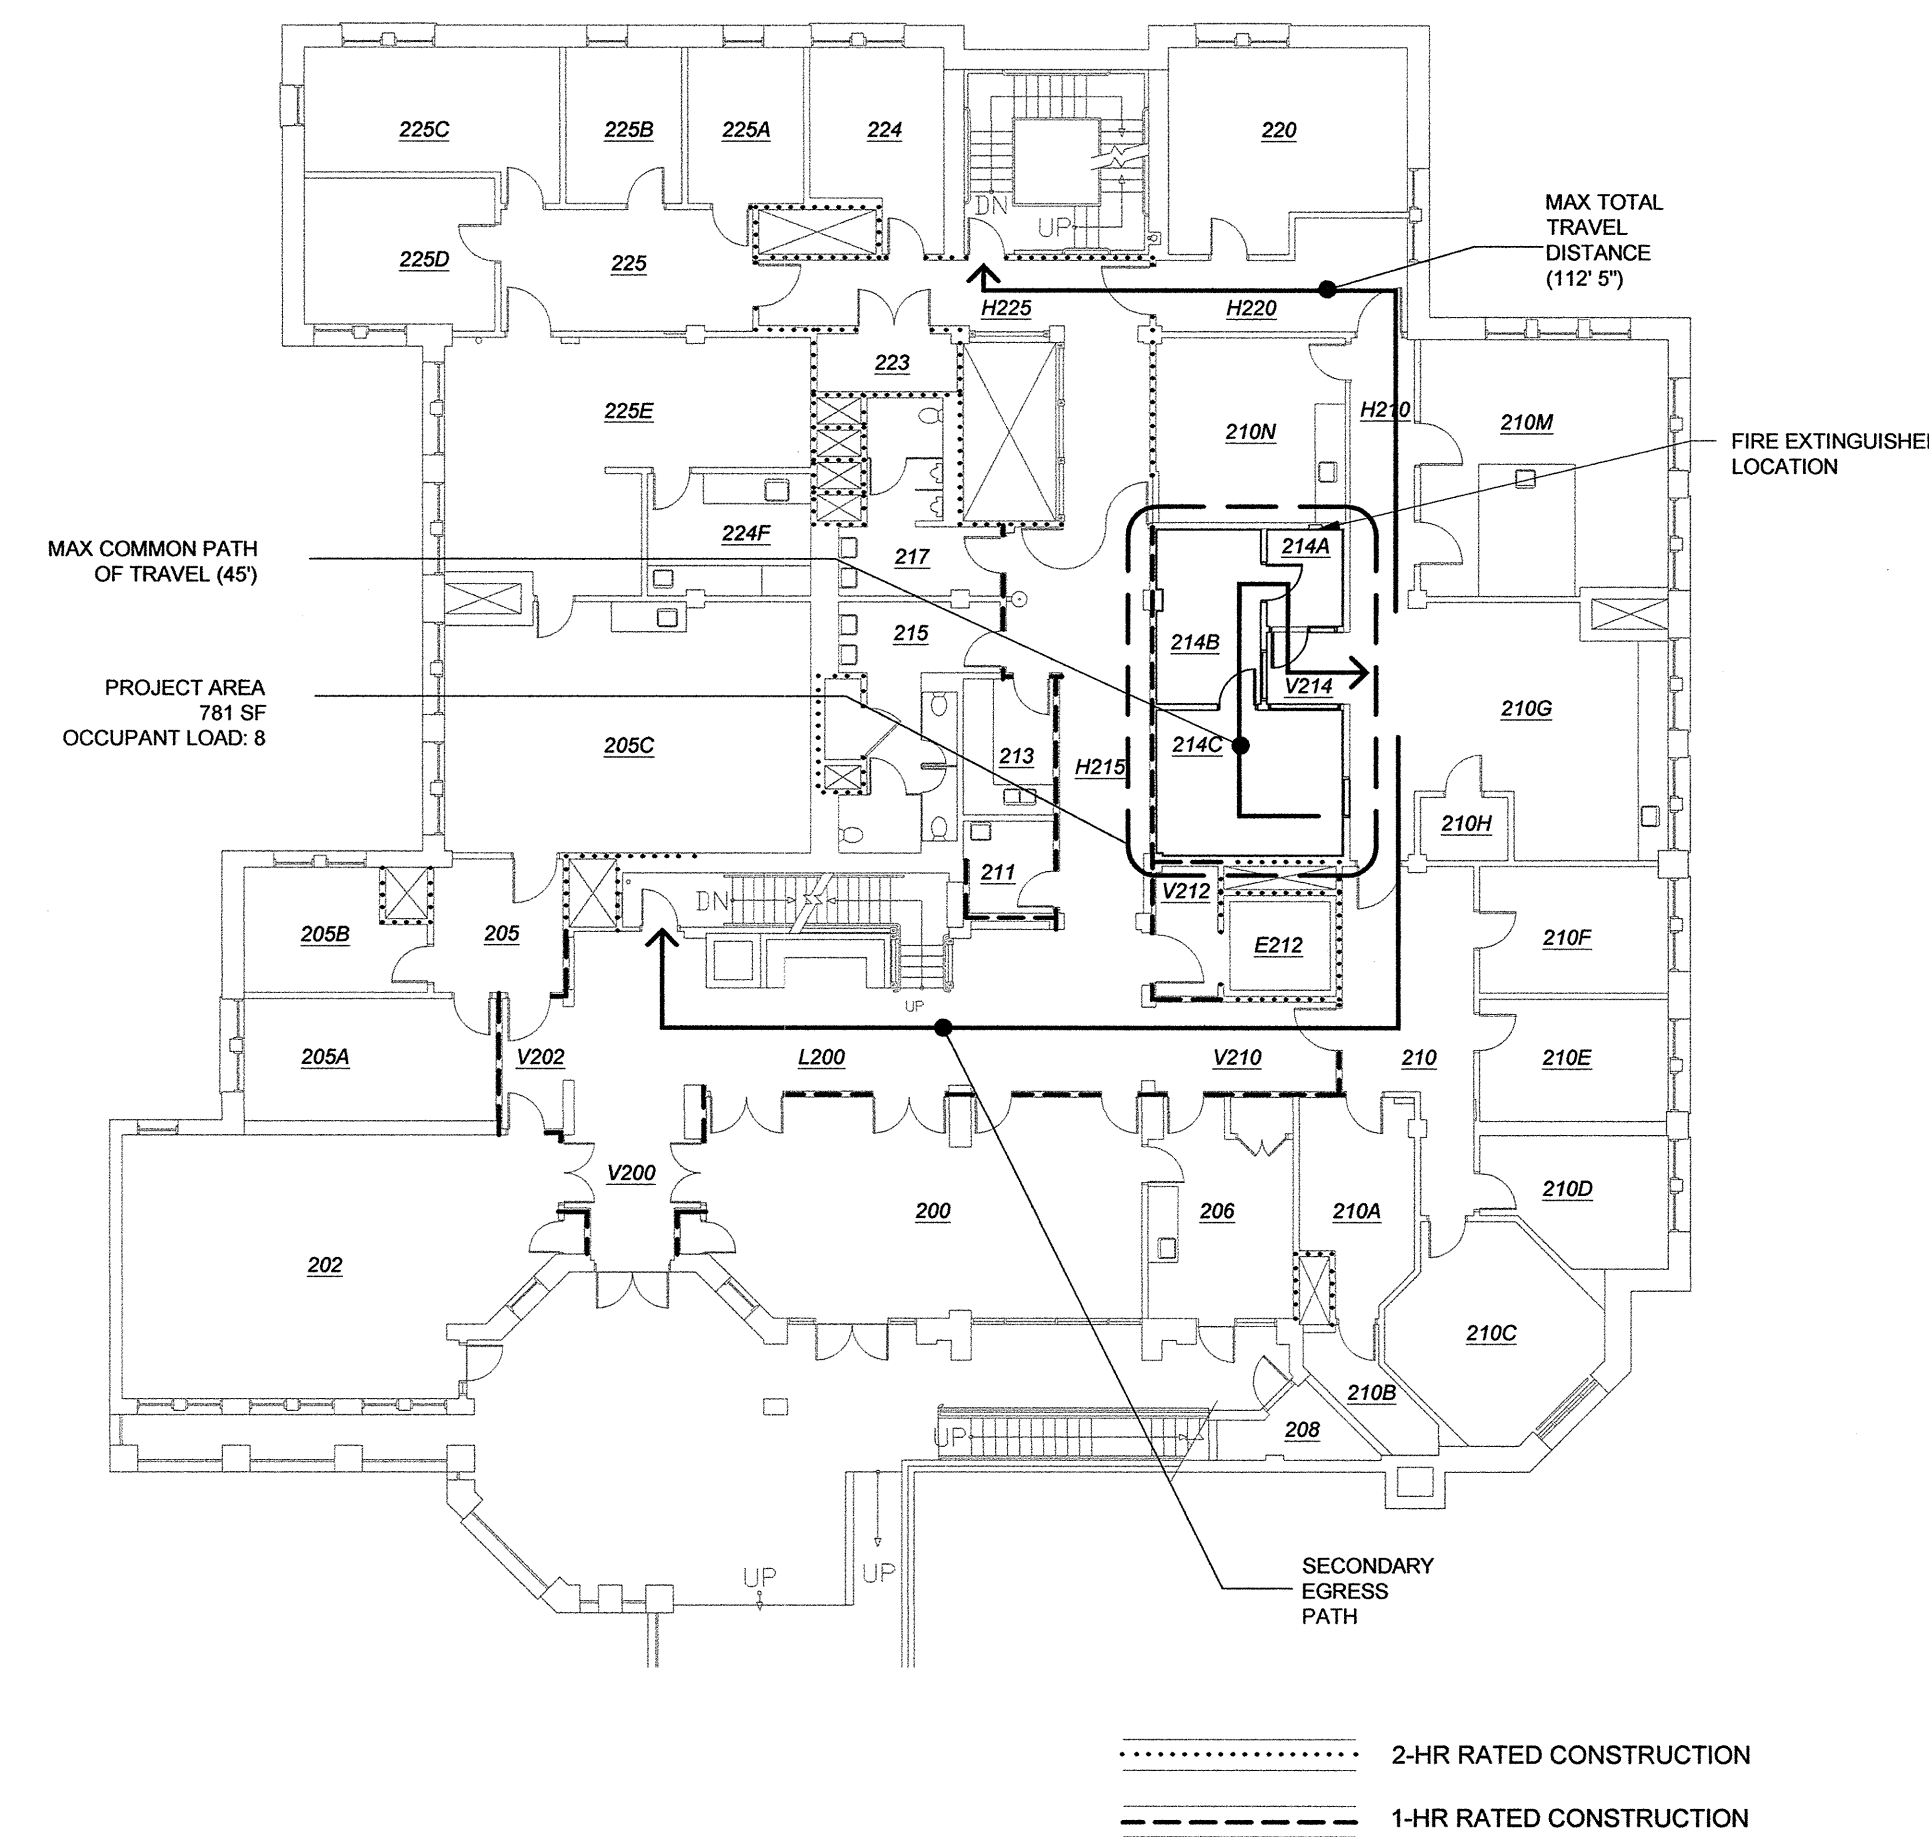 225C
225B
225A
224
220
DN
UP
MAX TOTAL
TRAVEL
DISTANCE
(112' 5")
225D
225
H225
H220
223
225E
210N
H210
210M
FIRE EXTINGUISHER
LOCATION
MAX COMMON PATH
OF TRAVEL (45')
224F
217
214A
215
214B
V214
PROJECT AREA
781 SF
OCCUPANT LOAD: 8
205C
213
H215
214C
210G
210H
211
V212
DN
205B
205
E212
210F
UP
205A
V202
L200
V210
210
210E
V200
200
206
210A
210D
202
210C
210B
UP
208
UP
UP
SECONDARY
EGRESS
PATH
2-HR RATED CONSTRUCTION
1-HR RATED CONSTRUCTION